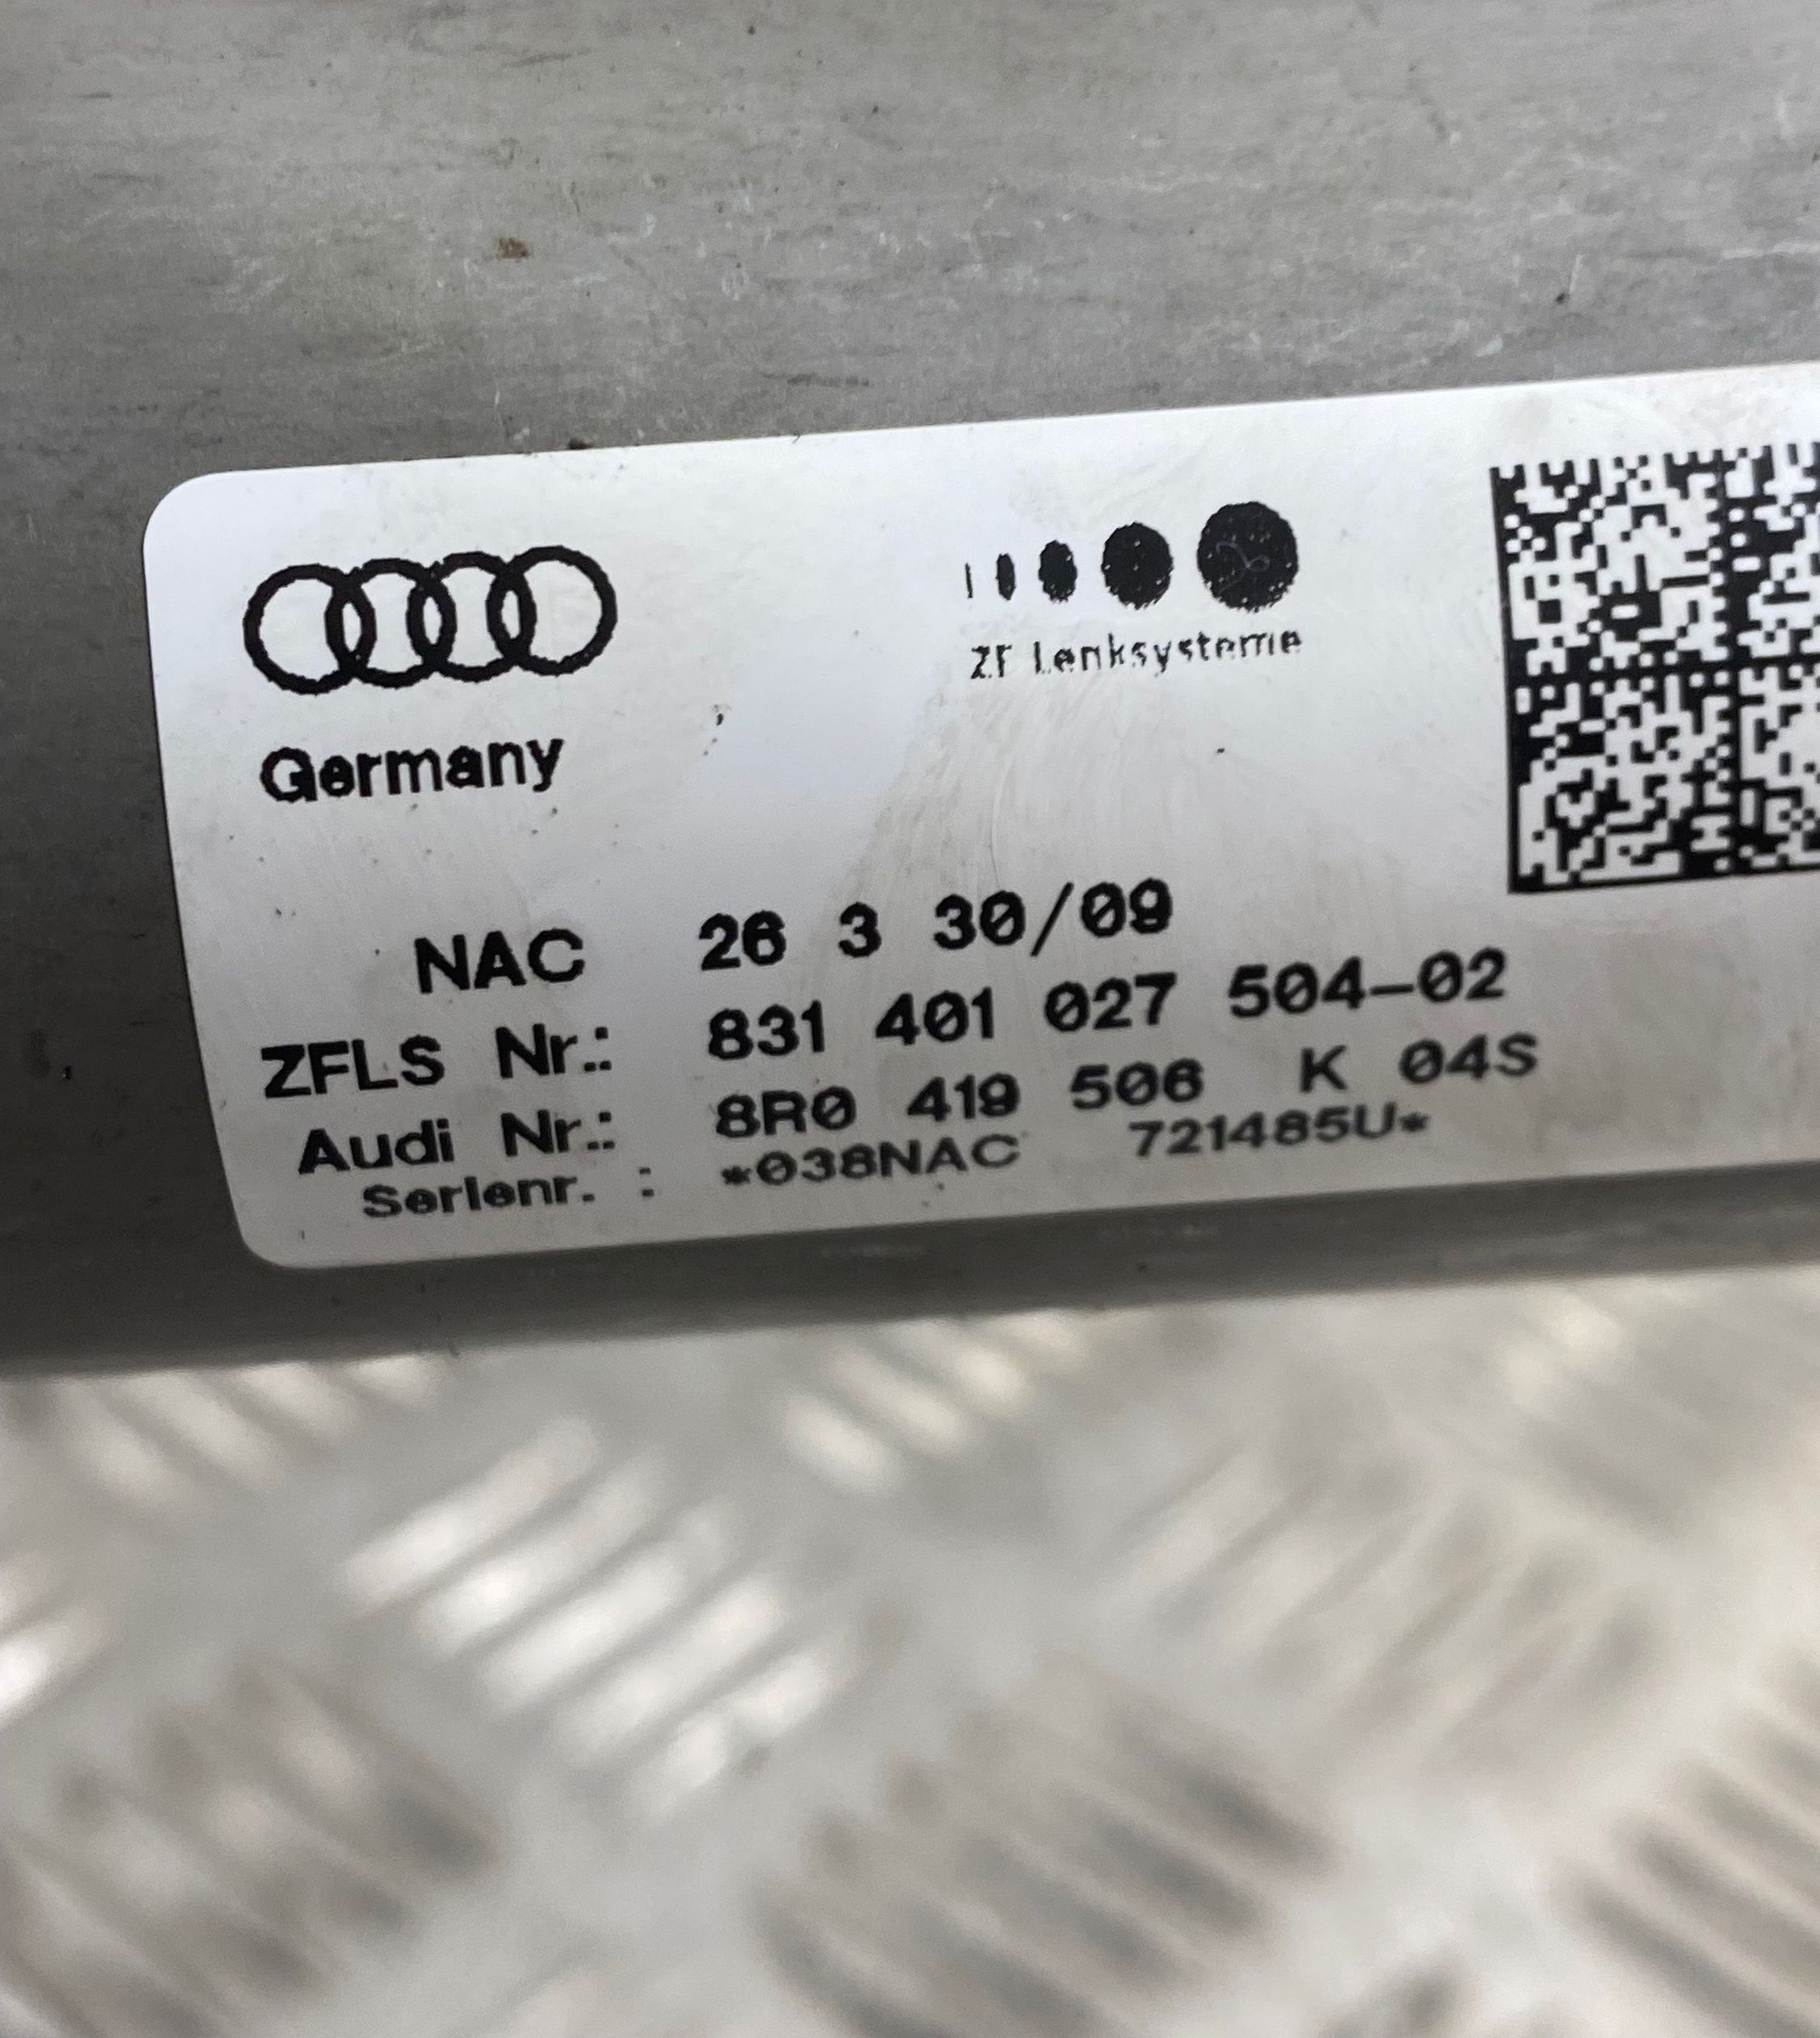 ZF Lenksysteme
Germany
NAC 26 3 30/09
ZFLS Nr.: 831 401 027 504-02
Audi Nr.: 8R0 419 506 K 04S
Serienr. : *038NAC 721485U*